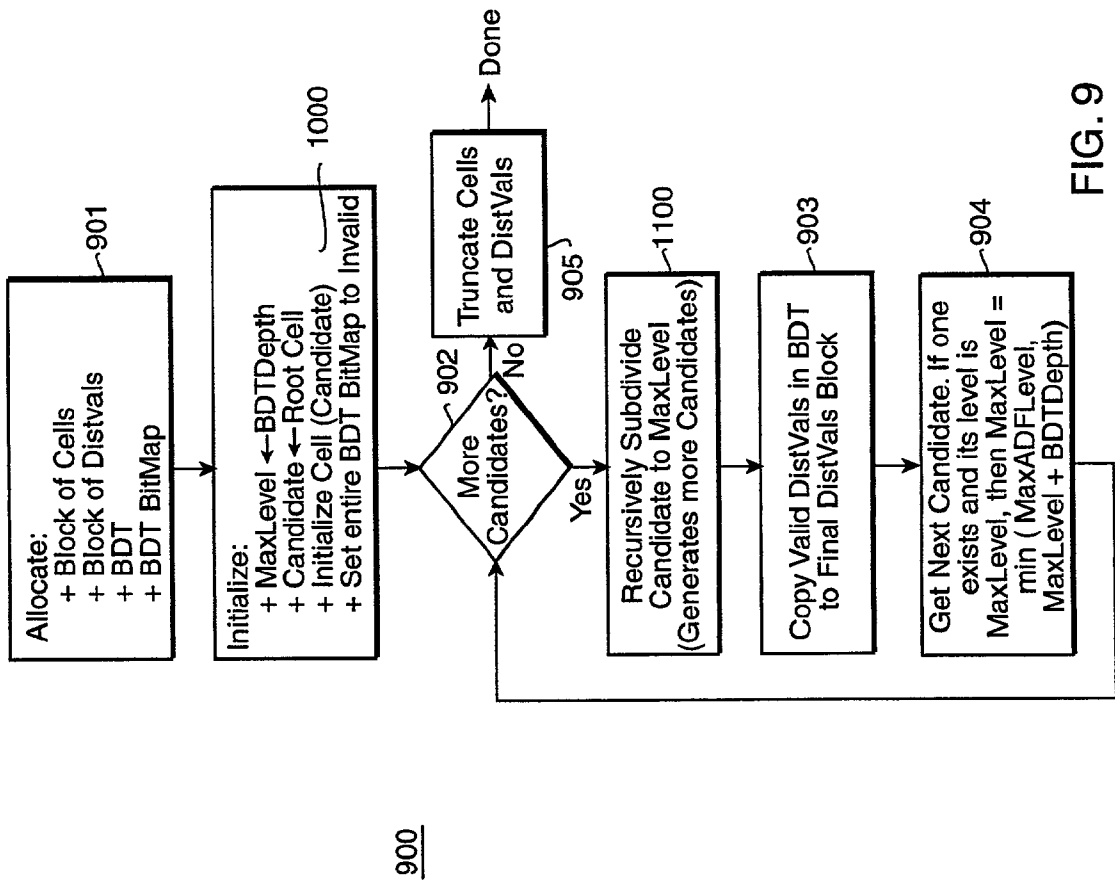 900
Allocate:
+ Block of Cells
+ Block of Distvals
+ BDT
+ BDT BitMap
901
Initialize:
+ MaxLevel ←BDTDepth
+ Candidate ←Root Cell
+ Initialize Cell (Candidate)
+ Set entire BDT BitMap to Invalid
1000
More
Candidates?
902
No
Yes
Truncate Cells
and DistVals
905
Done
Recursively Subdivide
Candidate to MaxLevel
(Generates more Candidates)
1100
Copy Valid DistVals in BDT
to Final DistVals Block
903
Get Next Candidate. If one
exists and its level is
MaxLevel, then MaxLevel =
min ( MaxADFLevel,
MaxLevel + BDTDepth)
904
FIG. 9